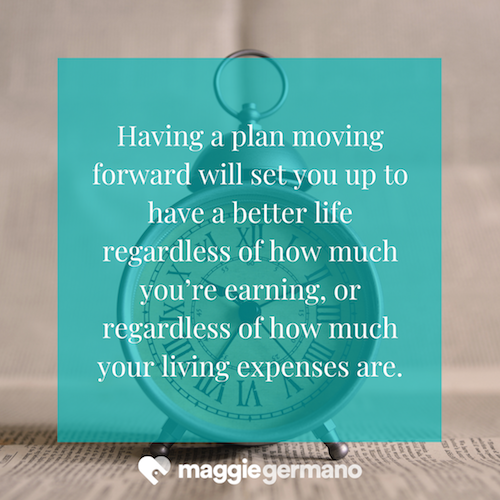 Having a plan moving
forward will set you up to
have a better life
regardless of how much
you’re earning, or
regardless of how much
your living expenses are.
maggiegermano